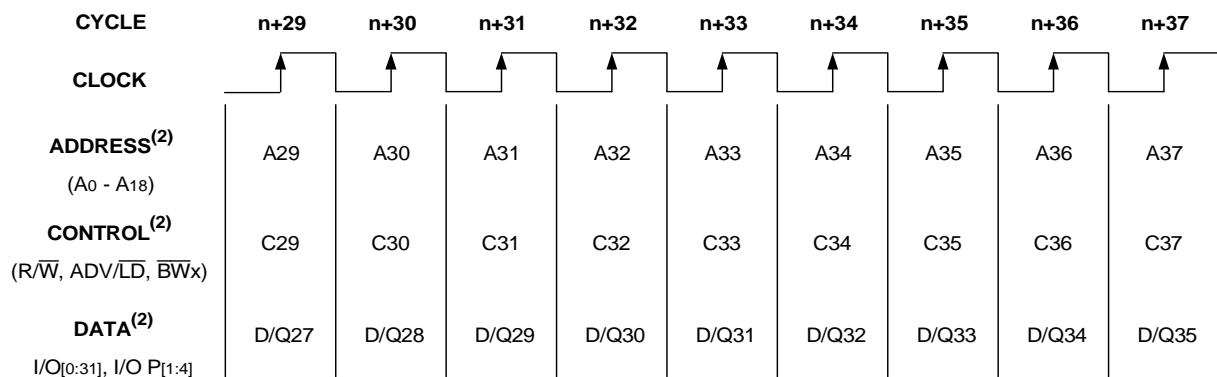 CYCLE n+29 n+30 n+31 n+32 n+33 n+34 n+35 n+36 n+37
CLOCK
ADDRESS(2) A29 A30 A31 A32 A33 A34 A35 A36 A37
(A0 - A18)
CONTROL(2) C29 C30 C31 C32 C33 C34 C35 C36 C37
(R/W̅, ADV/L̅D̅, B̅W̅x)
DATA(2) D/Q27 D/Q28 D/Q29 D/Q30 D/Q31 D/Q32 D/Q33 D/Q34 D/Q35
I/O[0:31], I/O P[1:4]